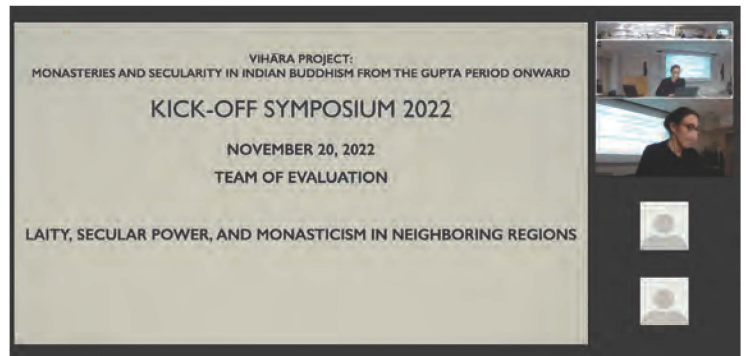 VIHĀRA PROJECT:
MONASTERIES AND SECULARITY IN INDIAN BUDDHISM FROM THE GUPTA PERIOD ONWARD
KICK-OFF SYMPOSIUM 2022
NOVEMBER 20, 2022
TEAM OF EVALUATION
LAITY, SECULAR POWER, AND MONASTICISM IN NEIGHBORING REGIONS